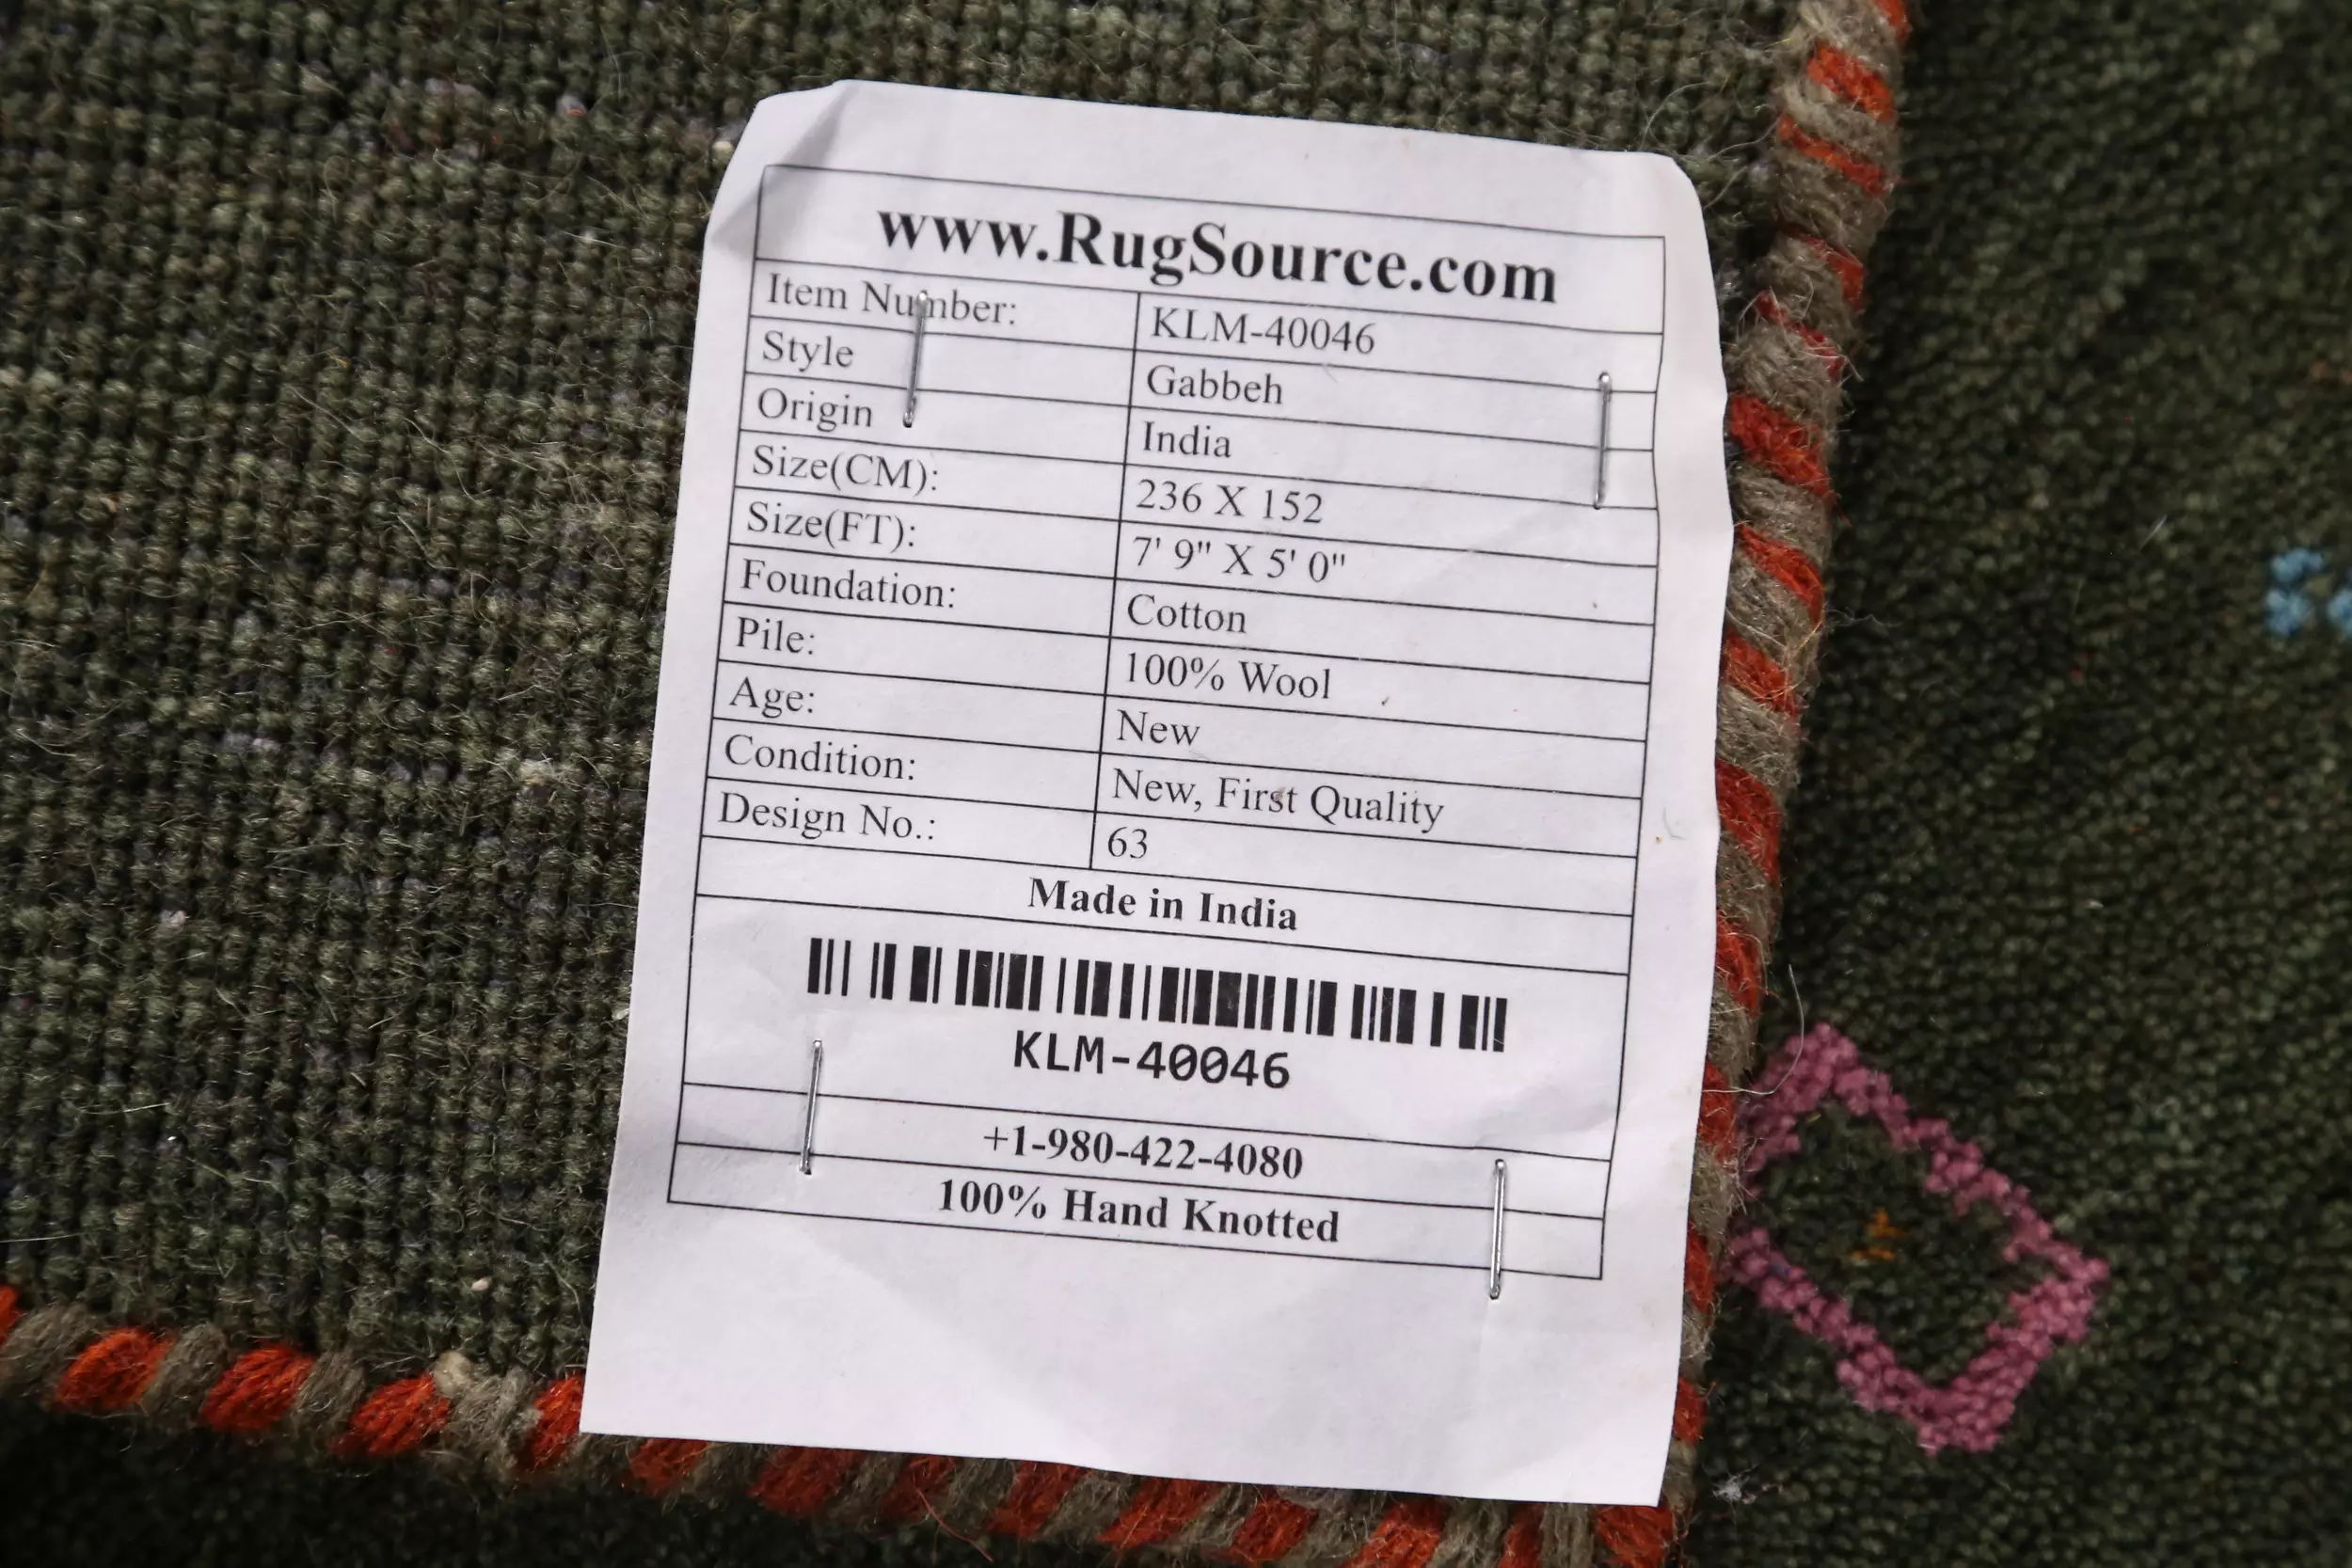 www.RugSource.com
Item Number: KLM-40046
Style Gabbeh
Origin India
Size(CM): 236 X 152
Size(FT): 7' 9" X 5' 0"
Foundation: Cotton
Pile: 100% Wool
Age: New
Condition: New, First Quality
Design No.: 63
Made in India
KLM-40046
+1-980-422-4080
100% Hand Knotted